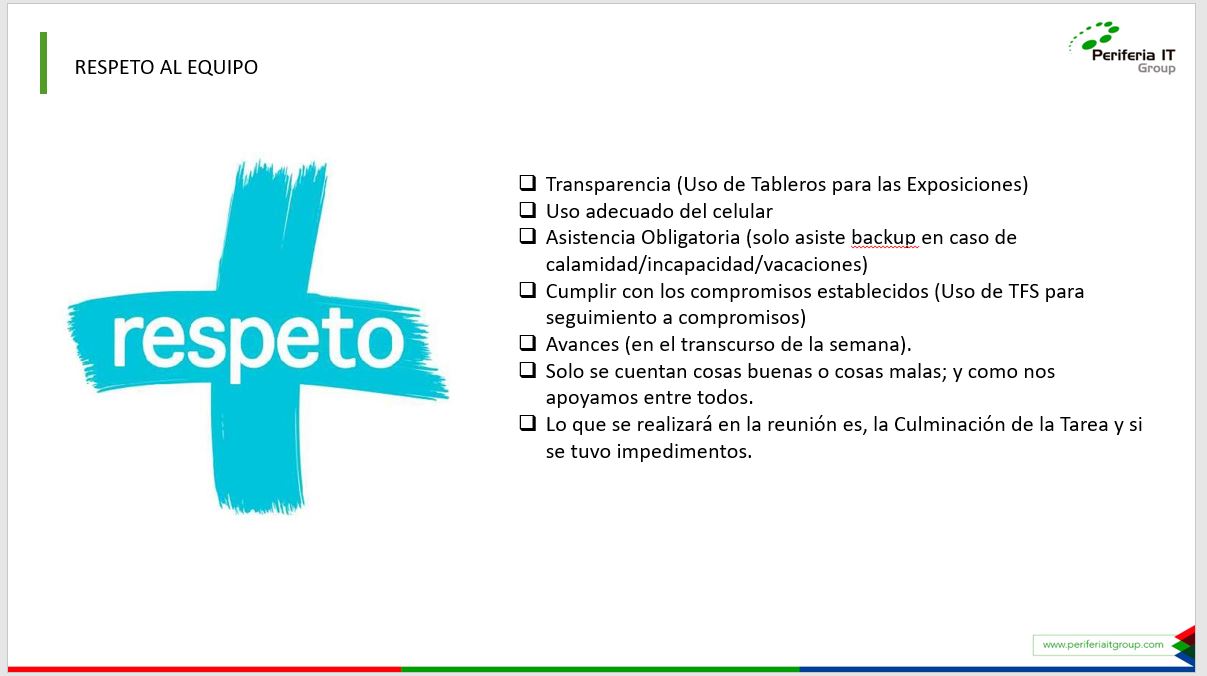 RESPETO AL EQUIPO
Periferia IT
Group
respeto
Transparencia (Uso de Tableros para las Exposiciones)
Uso adecuado del celular
Asistencia Obligatoria (solo asiste backup en caso de
calamidad/incapacidad/vacaciones)
Cumplir con los compromisos establecidos (Uso de TFS para
seguimiento a compromisos)
Avances (en el transcurso de la semana).
Solo se cuentan cosas buenas o cosas malas; y como nos
apoyamos entre todos.
Lo que se realizará en la reunión es, la Culminación de la Tarea y si
se tuvo impedimentos.
www.periferiaitgroup.com